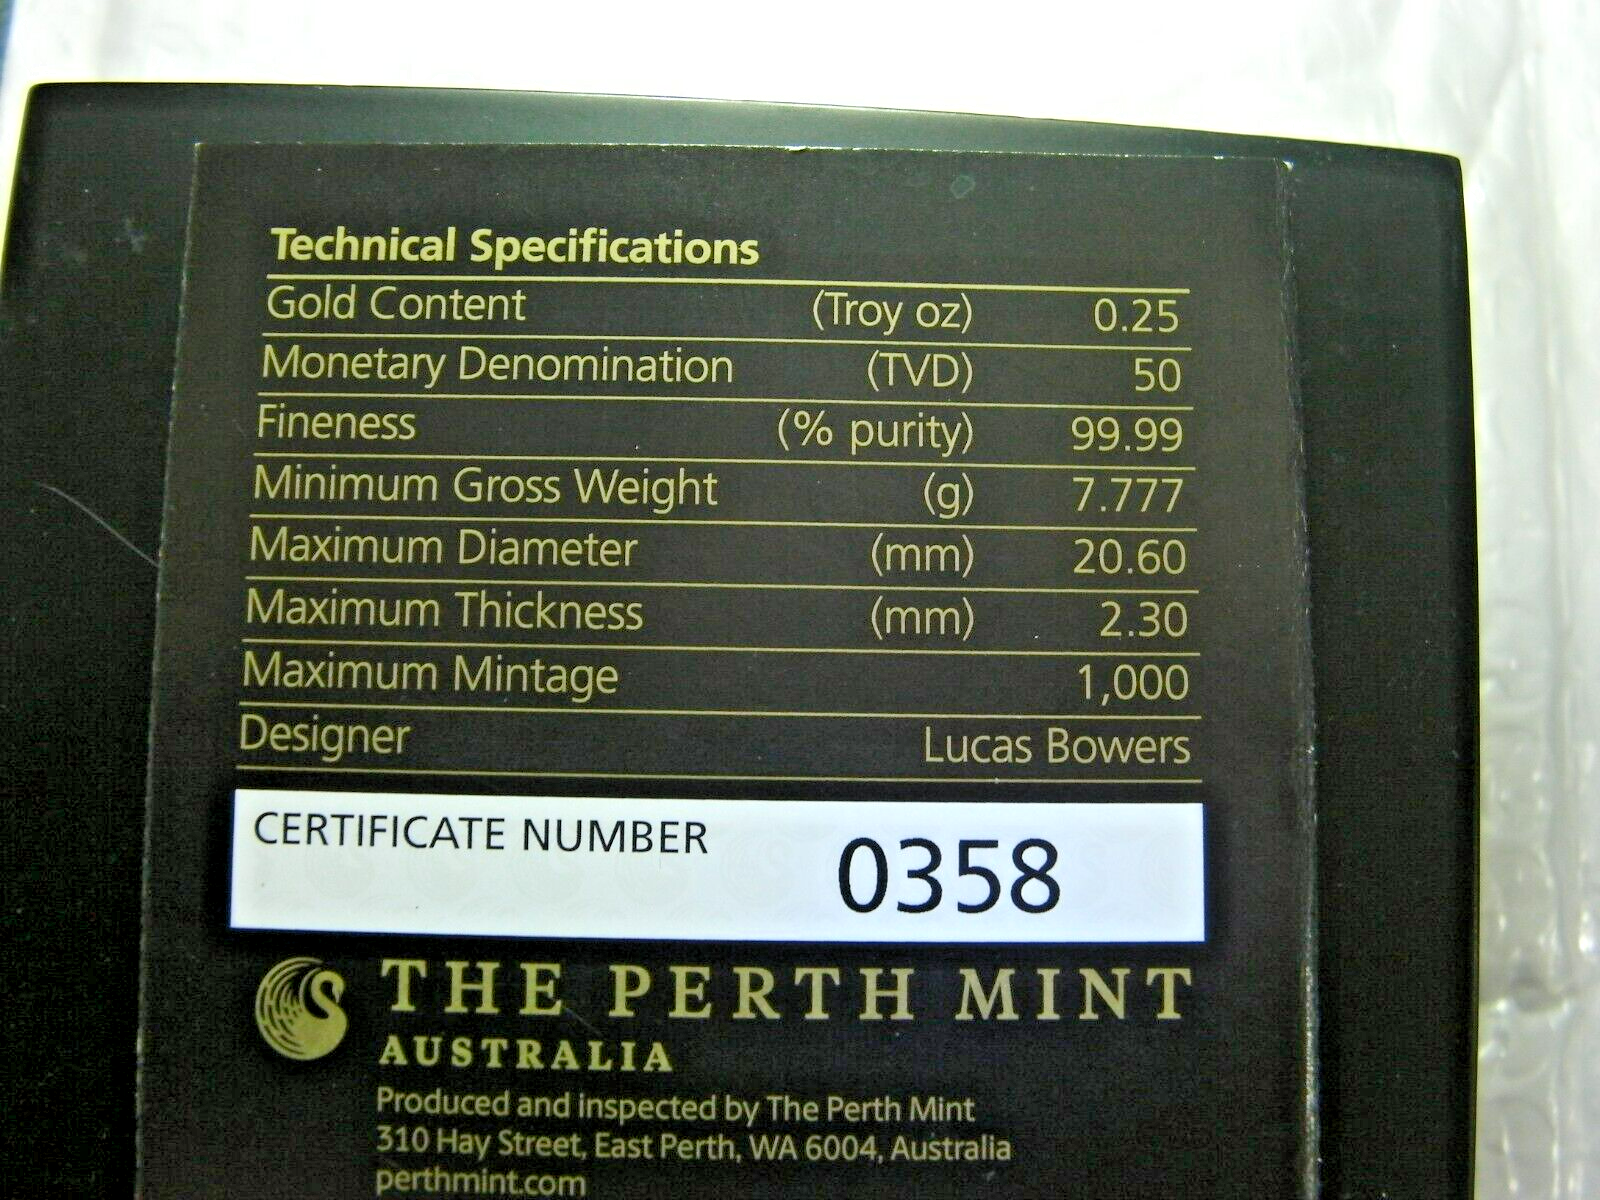 Technical Specifications
Gold Content (Troy oz) 0.25
Monetary Denomination (TVD) 50
Fineness (% purity) 99.99
Minimum Gross Weight (g) 7.777
Maximum Diameter (mm) 20.60
Maximum Thickness (mm) 2.30
Maximum Mintage 1,000
Designer Lucas Bowers
CERTIFICATE NUMBER 0358
THE PERTH MINT
AUSTRALIA
Produced and inspected by The Perth Mint
310 Hay Street, East Perth, WA 6004, Australia
perthmint.com